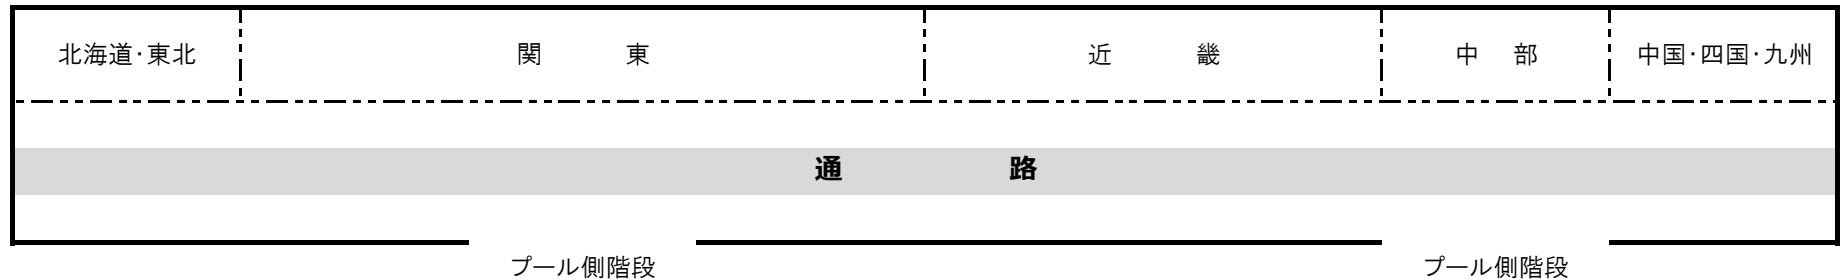 北海道･東北 関 東 近 畿 中 部 中国･四国･九州
通 路
プール側階段 プール側階段